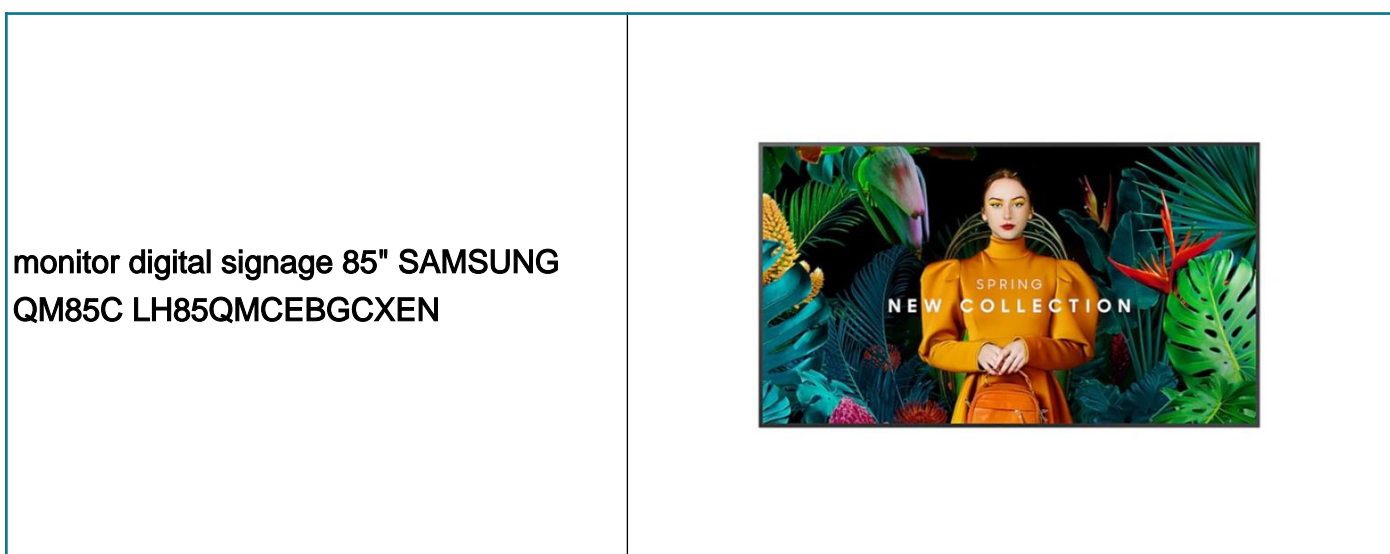 monitor digital signage 85" SAMSUNG
QM85C LH85QMCEBGCXEN
SPRING
NEW COLLECTION